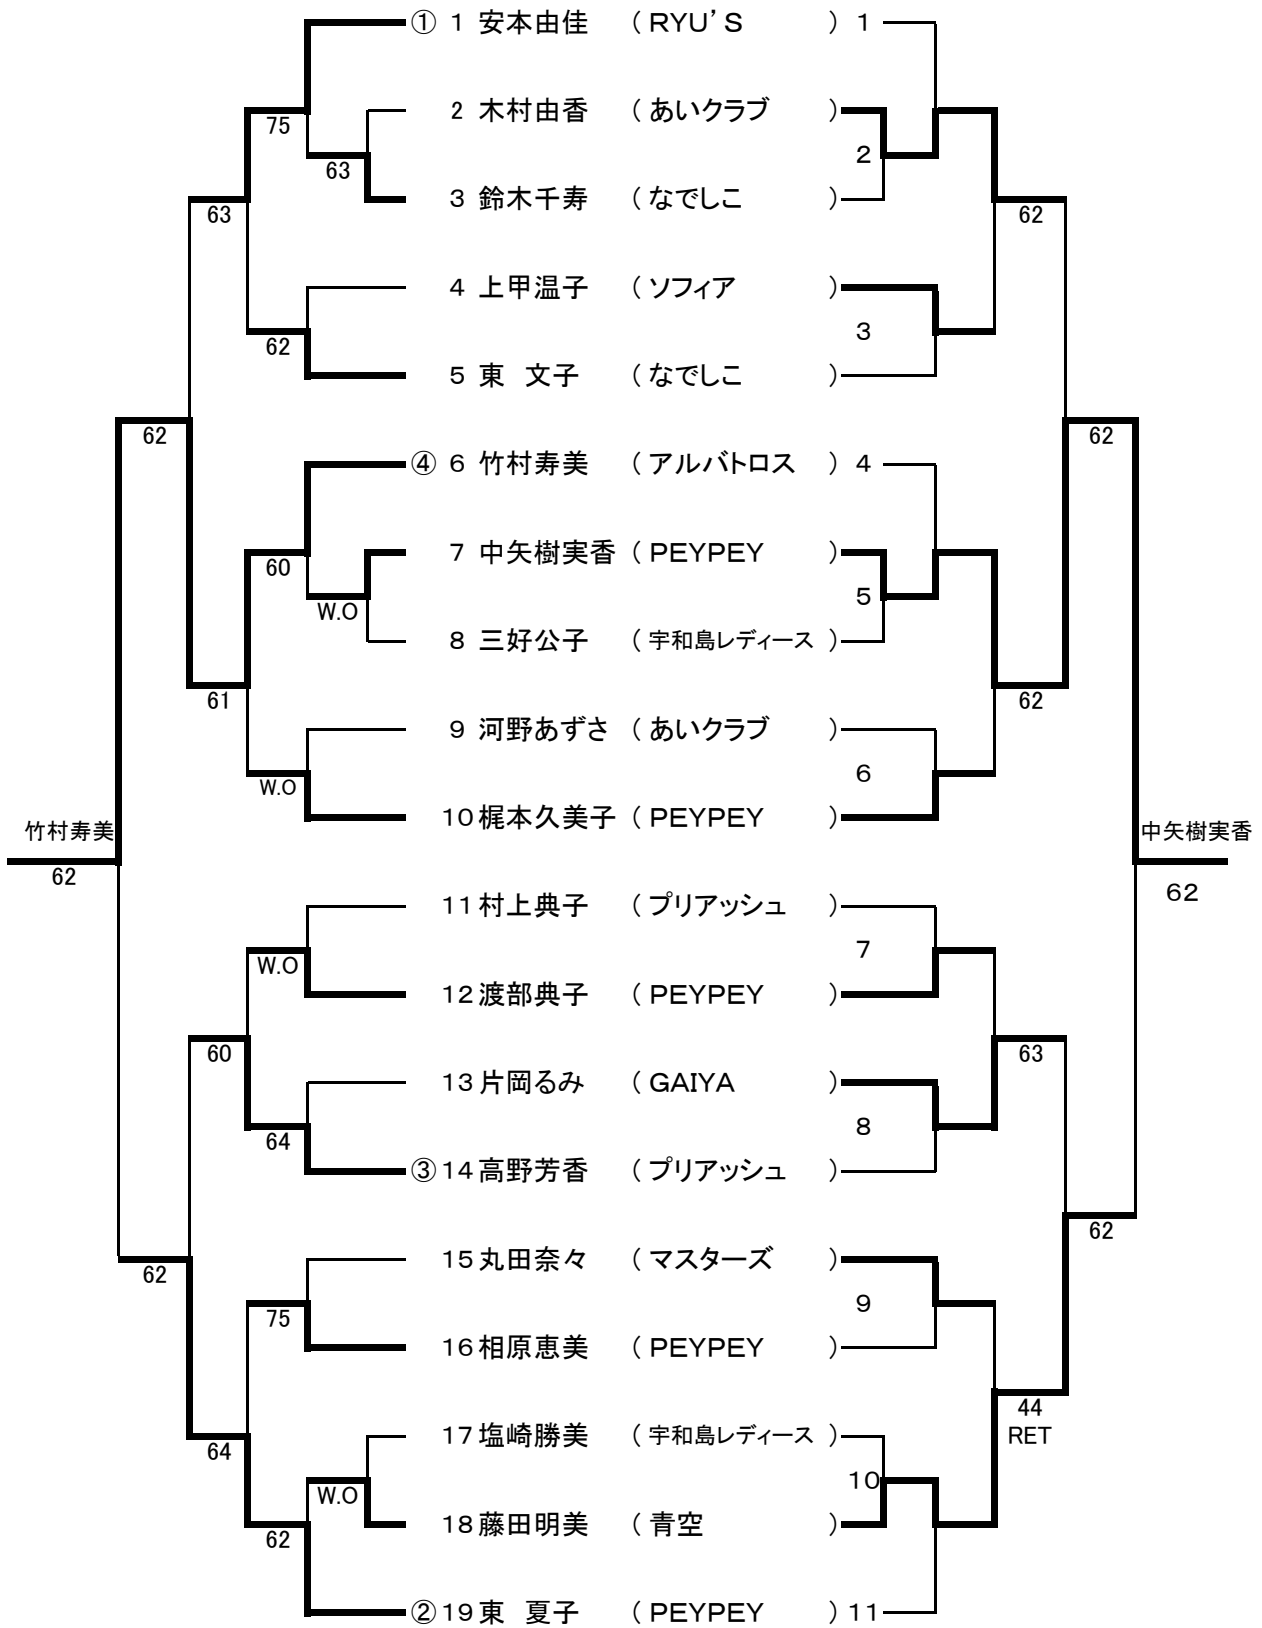 ① 1 安本由佳 （ RYU'S ） 1
2 木村由香 （ あいクラブ ）
75
2
63
3 鈴木千寿 （ なでしこ ）
63
62
4 上甲温子 （ ソフィア ）
3
62
5 東 文子 （ なでしこ ）
62
62
④ 6 竹村寿美 （ アルバトロス ） 4
7 中矢樹実香 （ PEYPEY ）
60
5
W.O
8 三好公子 （ 宇和島レディース ）
61
62
9 河野あずさ （ あいクラブ ）
6
W.O
10 梶本久美子 （ PEYPEY ）
竹村寿美
中矢樹実香
62
62
11 村上典子 （ プリアッシュ ）
7
W.O
12 渡部典子 （ PEYPEY ）
60
63
13 片岡るみ （ GAIYA ）
8
64
③ 14 高野芳香 （ プリアッシュ ）
62
15 丸田奈々 （ マスターズ ）
62
9
75
16 相原恵美 （ PEYPEY ）
44
RET
17 塩崎勝美 （ 宇和島レディース ）
64
10
W.O
18 藤田明美 （ 青空 ）
62
② 19 東 夏子 （ PEYPEY ） 11